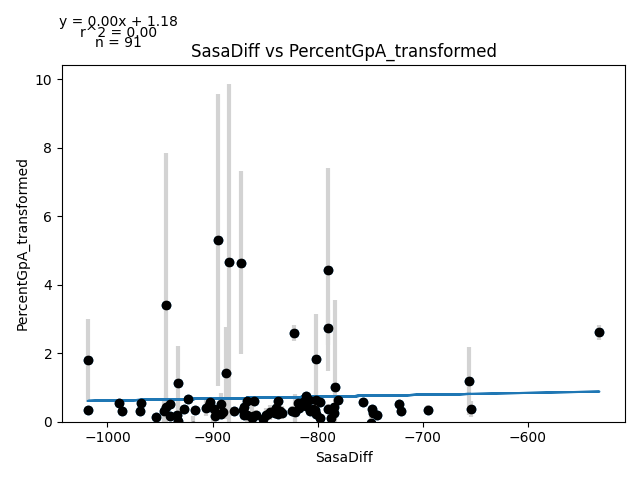 y = 0.00x + 1.18
r^2 = 0.00
n = 91
SasaDiff vs PercentGpA_transformed
PercentGpA_transformed
10
8
6
4
2
0
−1000
−900
−800
−700
−600
SasaDiff